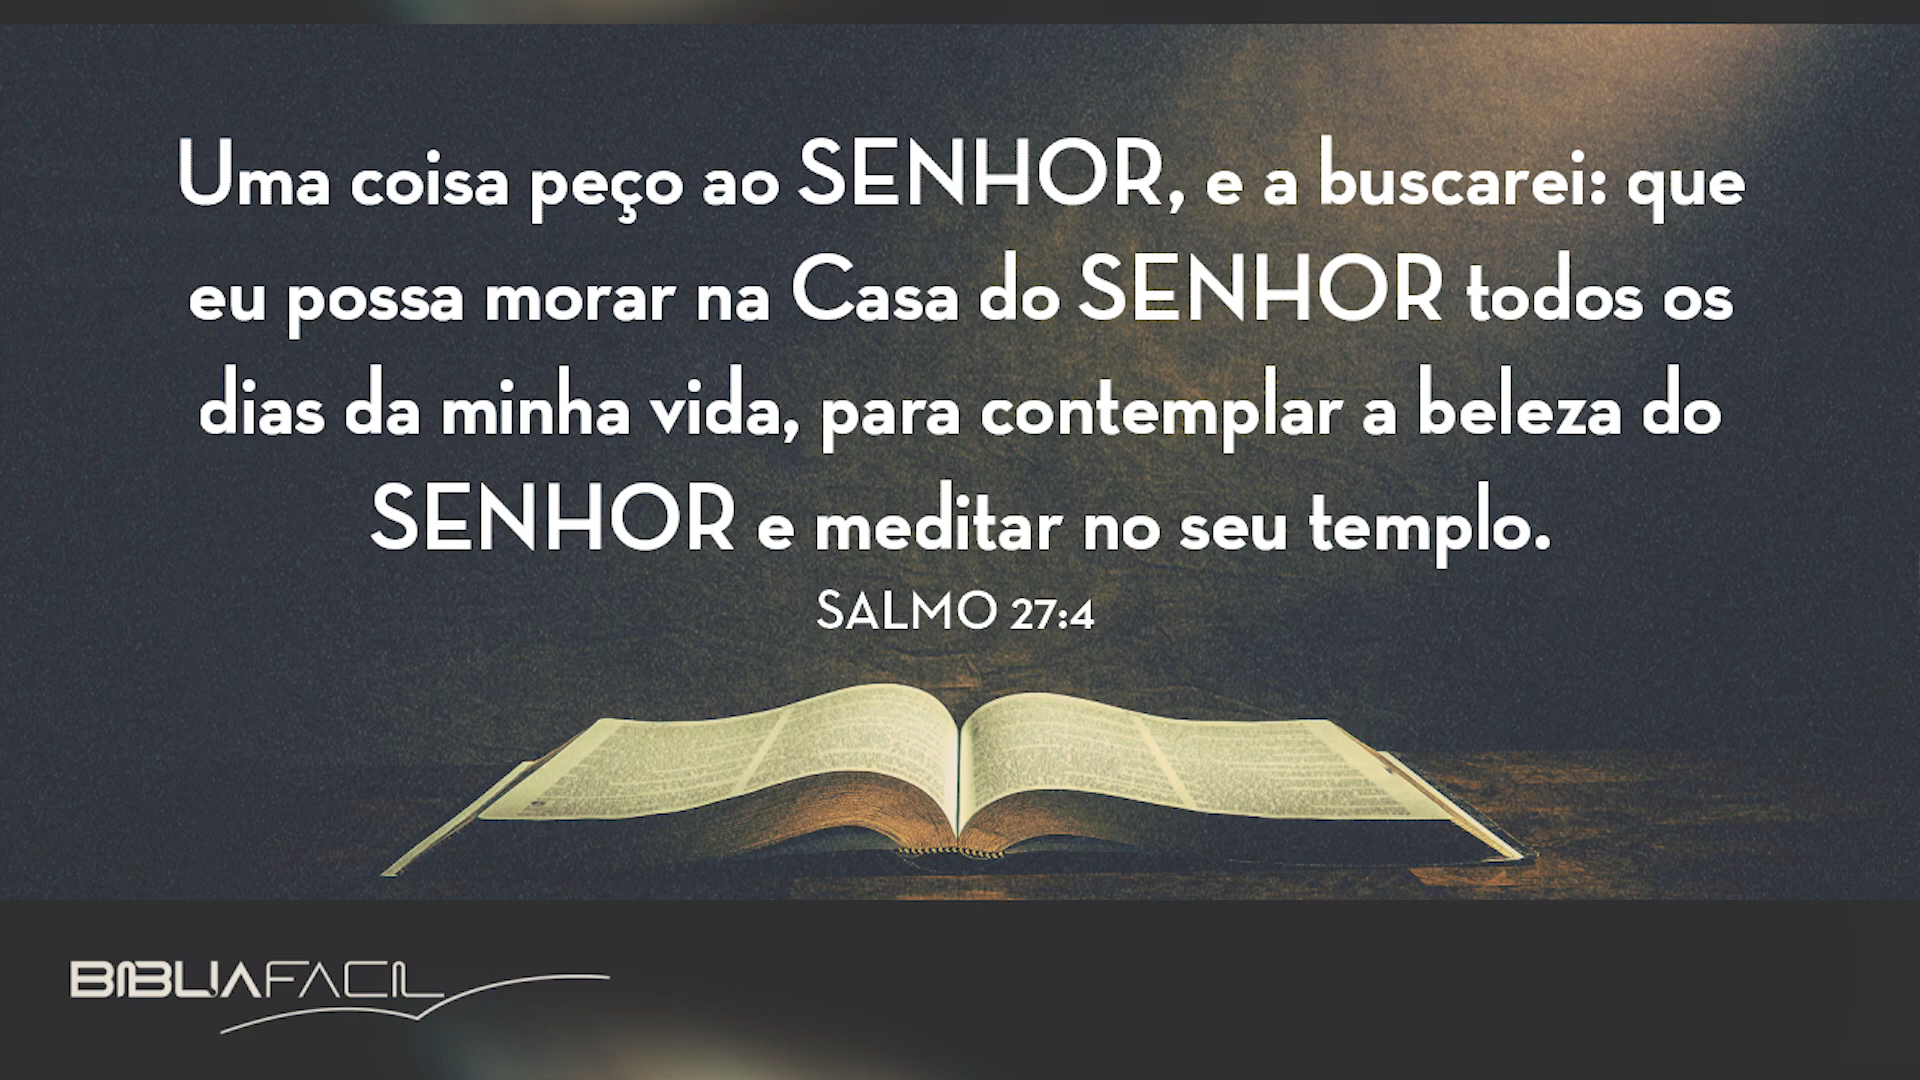 Uma coisa peço ao SENHOR, e a buscarei: que
eu possa morar na Casa do SENHOR todos os
dias da minha vida, para contemplar a beleza do
SENHOR e meditar no seu templo.
SALMO 27:4
BIBLIAFACIL